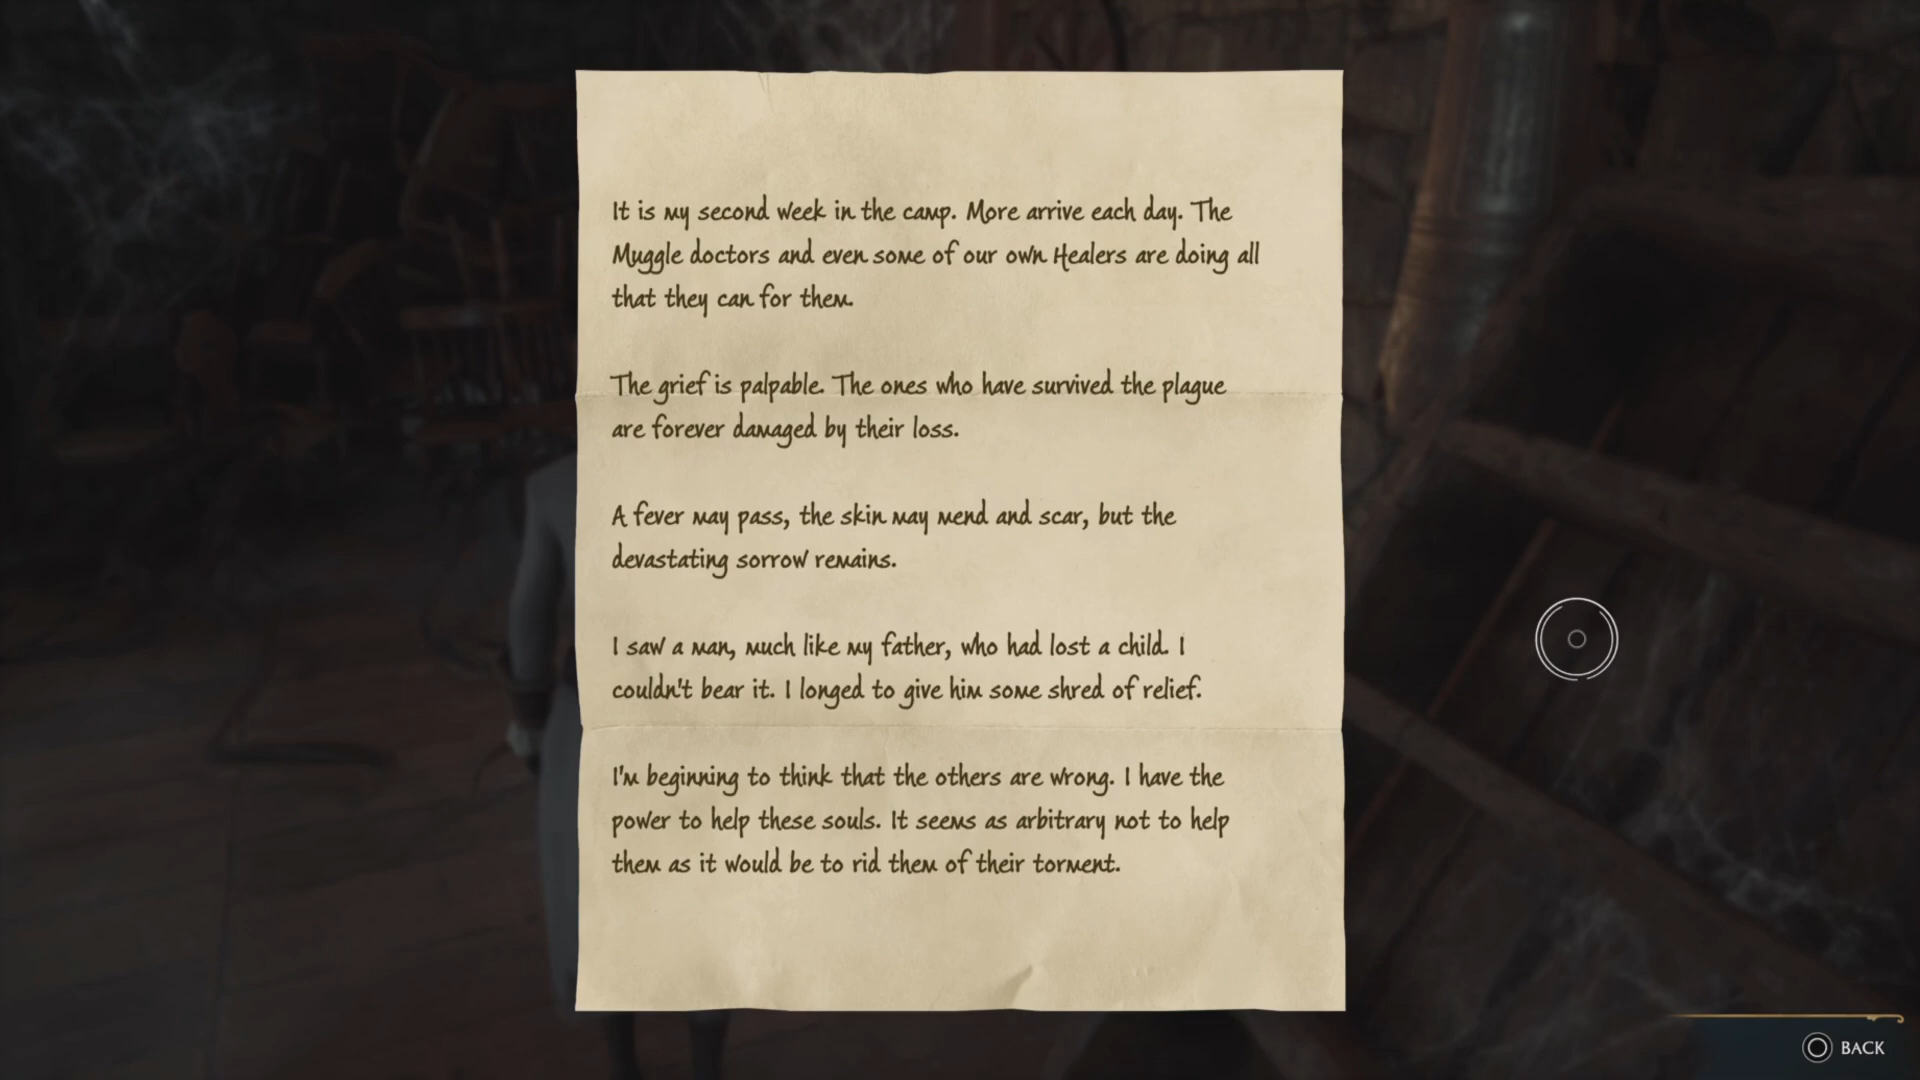 It is my second week in the camp. More arrive each day. The
Muggle doctors and even some of our own Healers are doing all
that they can for them.
The grief is palpable. The ones who have survived the plague
are forever damaged by their loss.
A fever may pass, the skin may mend and scar, but the
devastating sorrow remains.
I saw a man, much like my father, who had lost a child. I
couldn't bear it. I longed to give him some shred of relief.
I'm beginning to think that the others are wrong. I have the
power to help these souls. It seems as arbitrary not to help
them as it would be to rid them of their torment.
BACK